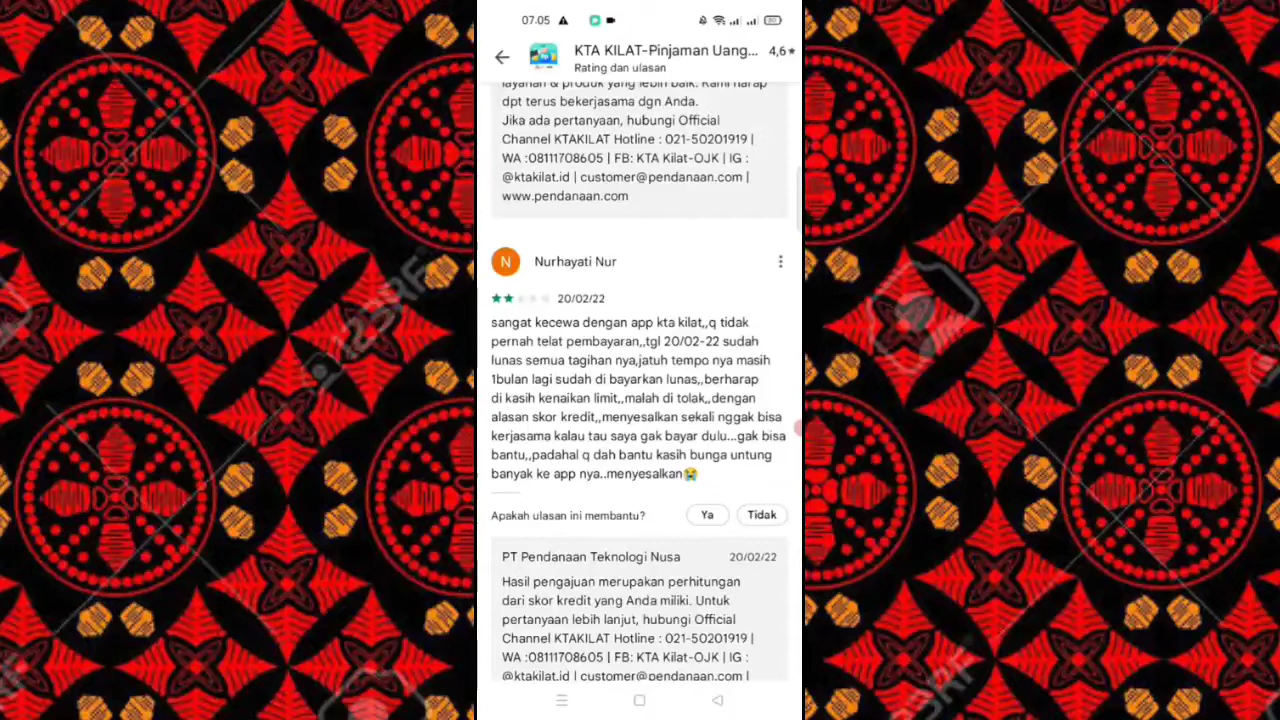 07.05
80
KTA KILAT-Pinjaman Uang... 4,6★
Rating dan ulasan
layanan & produk yang lebih baik. Kami harap
dpt terus bekerjasama dgn Anda.
Jika ada pertanyaan, hubungi Official
Channel KTAKILAT Hotline : 021-50201919 |
WA :08111708605 | FB: KTA Kilat-OJK | IG :
@ktakilat.id | customer@pendanaan.com |
www.pendanaan.com
N Nurhayati Nur
20/02/22
sangat kecewa dengan app kta kilat,,q tidak
pernah telat pembayaran,,tgl 20/02-22 sudah
lunas semua tagihan nya,jatuh tempo nya masih
1bulan lagi sudah di bayarkan lunas,,berharap
di kasih kenaikan limit,,malah di tolak,,dengan
alasan skor kredit,,menyesalkan sekali nggak bisa
kerjasama kalau tau saya gak bayar dulu...gak bisa
bantu,,padahal q dah bantu kasih bunga untung
banyak ke app nya..menyesalkan😭
Apakah ulasan ini membantu? Ya Tidak
PT Pendanaan Teknologi Nusa 20/02/22
Hasil pengajuan merupakan perhitungan
dari skor kredit yang Anda miliki. Untuk
pertanyaan lebih lanjut, hubungi Official
Channel KTAKILAT Hotline : 021-50201919 |
WA :08111708605 | FB: KTA Kilat-OJK | IG :
@ktakilat.id | customer@pendanaan.com |